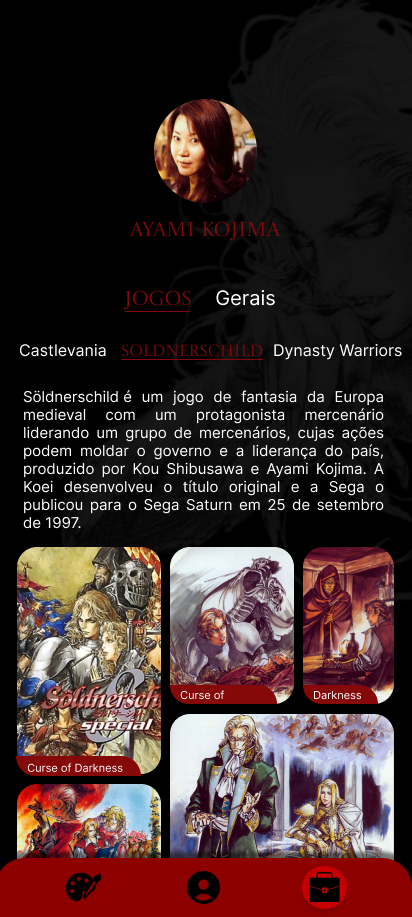 AYAMI KOJIMA
JOGOS Gerais
Castlevania SOLDNERSCHILD Dynasty Warriors
Söldnerschild é um jogo de fantasia da Europa
medieval com um protagonista mercenário
liderando um grupo de mercenários, cujas ações
podem moldar o governo e a liderança do país,
produzido por Kou Shibusawa e Ayami Kojima. A
Koei desenvolveu o título original e a Sega o
publicou para o Sega Saturn em 25 de setembro
de 1997.
Soldnersch
special
Curse of
Darkness
Curse of Darkness